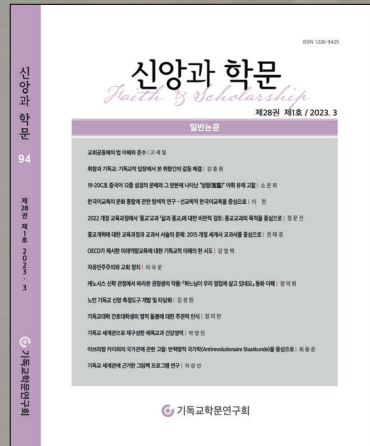 신앙과 학문
94
제28권 제1호 2023·3
기독교학문연구회
ISSN 1226-9425
신앙과 학문
Faith & Scholarship
제28권 제1호 / 2023. 3
일반논문
교회공동체의 법 이해와 준수 | 고세일
취향과 기독교: 기독교적 입장에서 본 취향간의 갈등 해결 | 김종원
19-20C초 중국어 12종 성경의 문체와 그 판본에 나타난 "성령(聖靈)" 어휘 유래 고찰 | 소은희
한국어교육의 문화 통합에 관한 탐색적 연구 - 선교목적 한국어교육을 중심으로 | 이 란
2022 개정 교육과정에서 '종교'교과 '삶과 종교'에 대한 비판적 검토: 종교교과의 목적을 중심으로 | 정문선
종교개혁에 대한 교육과정과 교과서 서술의 문제: 2015 개정 세계사 교과서를 중심으로 | 권태경
OECD가 제시한 미래역량교육에 대한 기독교적 이해의 한 시도 | 강영택
자유민주주의와 교회 정치 | 이국운
케노시스 신학 관점에서 바라본 권정생의 작품: 『하느님이 우리 옆집에 살고 있네요』 동화 이해 | 정대희
노인 기독교 신앙 측정도구 개발 및 타당화 | 김성원
기독교대학 간호대학생의 영적 돌봄에 대한 주관적 인식 | 정미란
기독교 세계관으로 재구성한 체육교과 건강영역 | 박영진
아브라함 카이퍼의 국가관에 관한 고찰: 반혁명적 국가학(Antirevolutionaire Staatkunde)을 중심으로 | 최용준
기독교 세계관에 근거한 그림책 프로그램 연구 | 지상선
기독교학문연구회